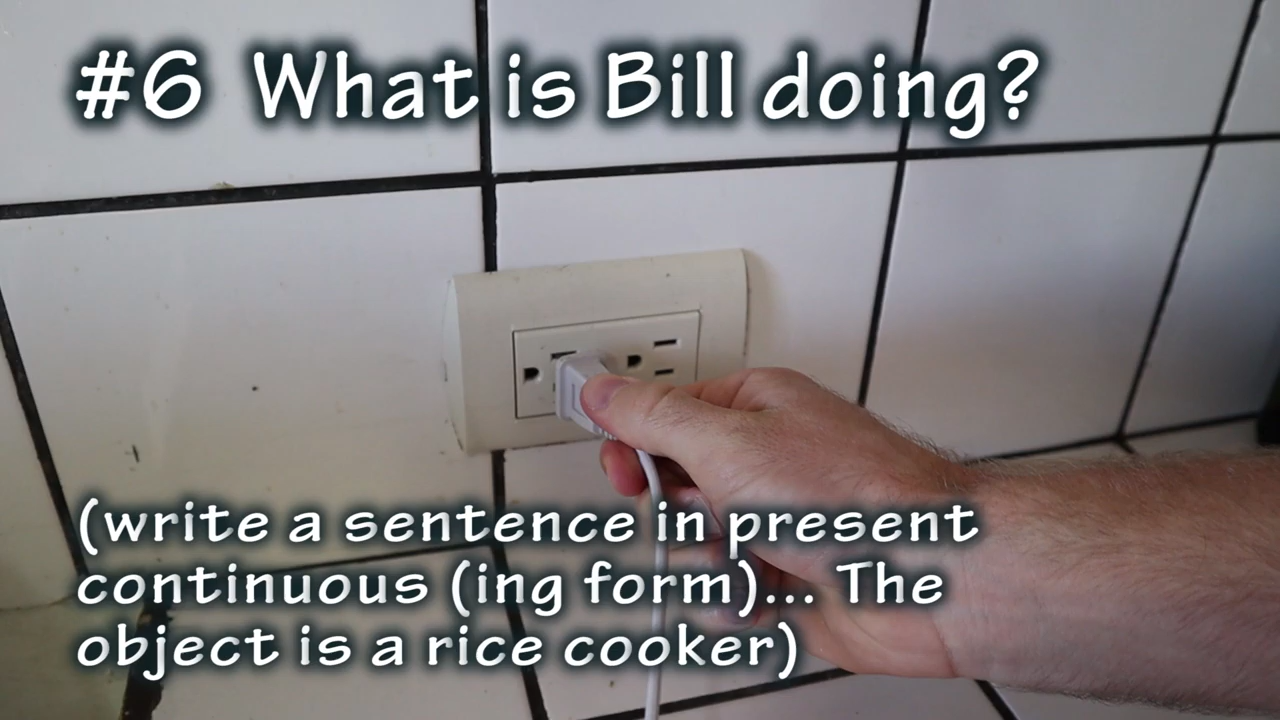 #6 What is Bill doing?
(write a sentence in present
continuous (ing form)... The
object is a rice cooker)